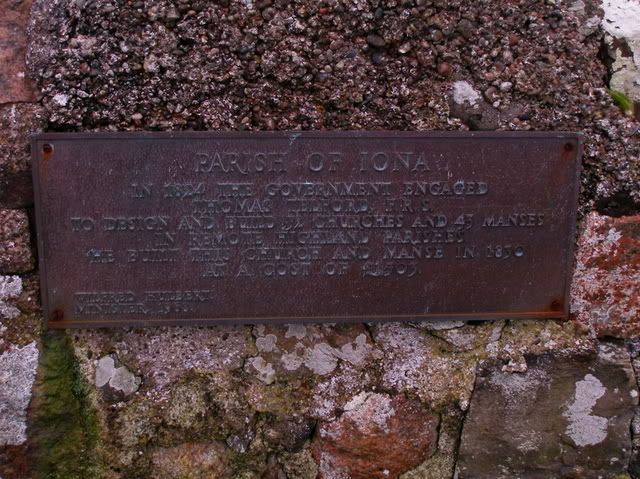 PARISH OF IONA
IN 1824 THE GOVERNMENT ENGAGED
THOMAS TELFORD, F.R.S.
TO DESIGN AND BUILD 32 CHURCHES AND 43 MANSES
IN REMOTE HIGHLAND PARISHES
HE BUILT THIS CHURCH AND MANSE IN 1830
AT A COST OF
MINISTER